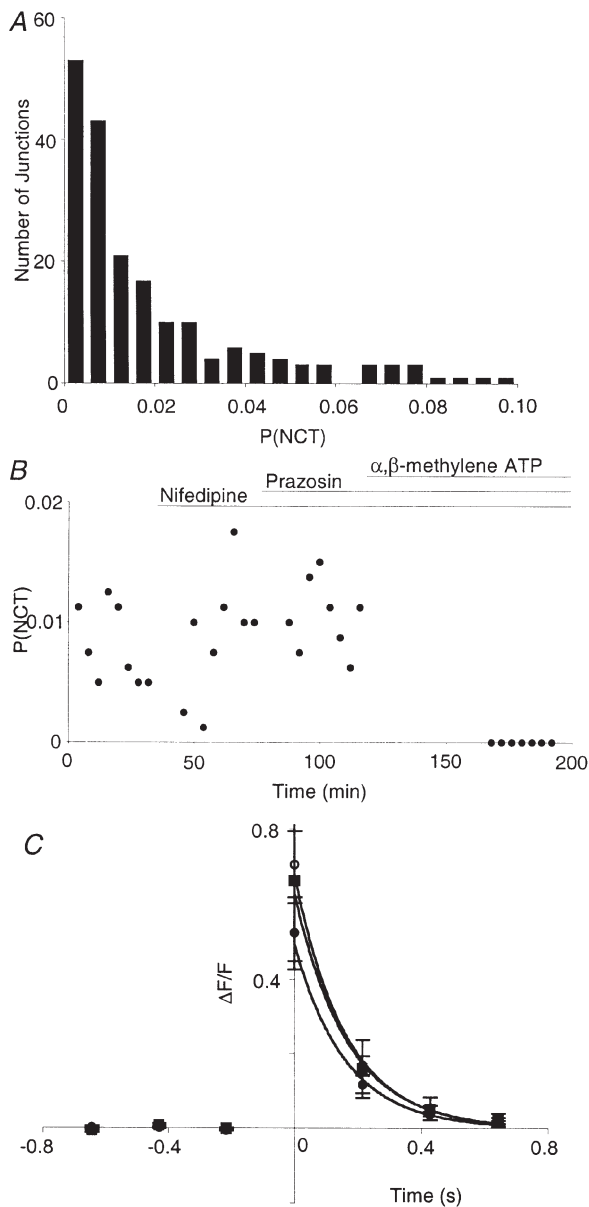 A
60
40
20
0
Number of Junctions
0
0.02
0.04
0.06
0.08
0.10
P(NCT)
B
α,β-methylene ATP
Prazosin
Nifedipine
0.02
0.01
0
P(NCT)
0
50
100
150
200
Time (min)
C
0.8
0.4
ΔF/F
-0.8
-0.4
0
0.4
0.8
Time (s)